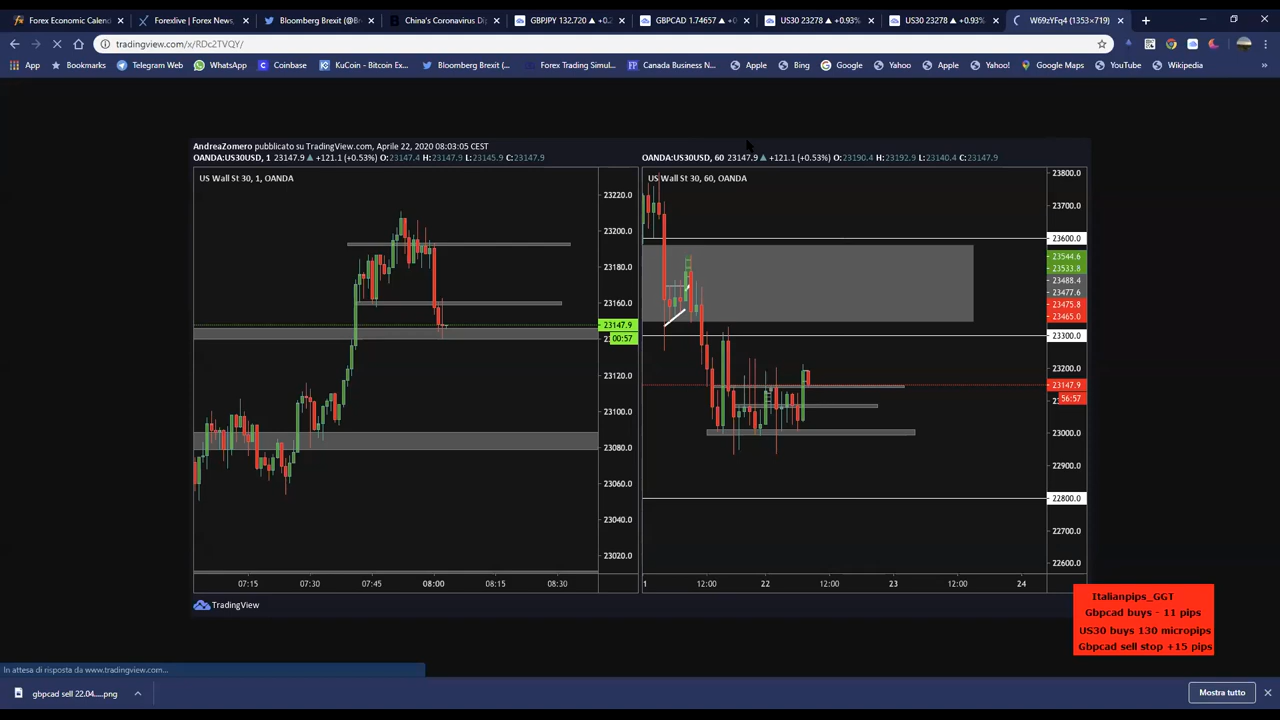 Forex Economic Calend
Forexlive | Forex News,
Bloomberg Brexit (@Br
China's Coronavirus Di
GBPJPY 132.720 ▲ +0.2
GBPCAD 1.74657 ▲ +0
US30 23278 ▲ +0.93%
US30 23278 ▲ +0.93%
W69zYFq4 (1353×719)
tradingview.com/x/RDc2TVQY/
App
Bookmarks
Telegram Web
WhatsApp
Coinbase
KuCoin - Bitcoin Ex...
Bloomberg Brexit (...
Forex Trading Simul...
Canada Business N...
Apple
Bing
Google
Yahoo
Apple
Yahoo!
Google Maps
YouTube
Wikipedia
AndreaZomero pubblicato su TradingView.com, Aprile 22, 2020 08:03:05 CEST
OANDA:US30USD, 1 23147.9 ▲ +121.1 (+0.53%) O:23147.4 H:23147.9 L:23145.9 C:23147.9
US Wall St 30, 1, OANDA
23220.0
23200.0
23180.0
23160.0
23147.9
00:57
23120.0
23100.0
23080.0
23060.0
23040.0
23020.0
07:15
07:30
07:45
08:00
08:15
08:30
OANDA:US30USD, 60 23147.9 ▲ +121.1 (+0.53%) O:23190.4 H:23192.9 L:23140.4 C:23147.9
US Wall St 30, 60, OANDA
23800.0
23700.0
23600.0
23544.6
23533.8
23488.4
23477.6
23475.8
23465.0
23300.0
23200.0
23147.9
56:57
23000.0
22900.0
22800.0
22700.0
22600.0
1
12:00
22
12:00
23
12:00
24
TradingView
Italianpips_GGT
Gbpcad buys - 11 pips
US30 buys 130 micropips
Gbpcad sell stop +15 pips
In attesa di risposta da www.tradingview.com...
gbpcad sell 22.04.....png
Mostra tutto